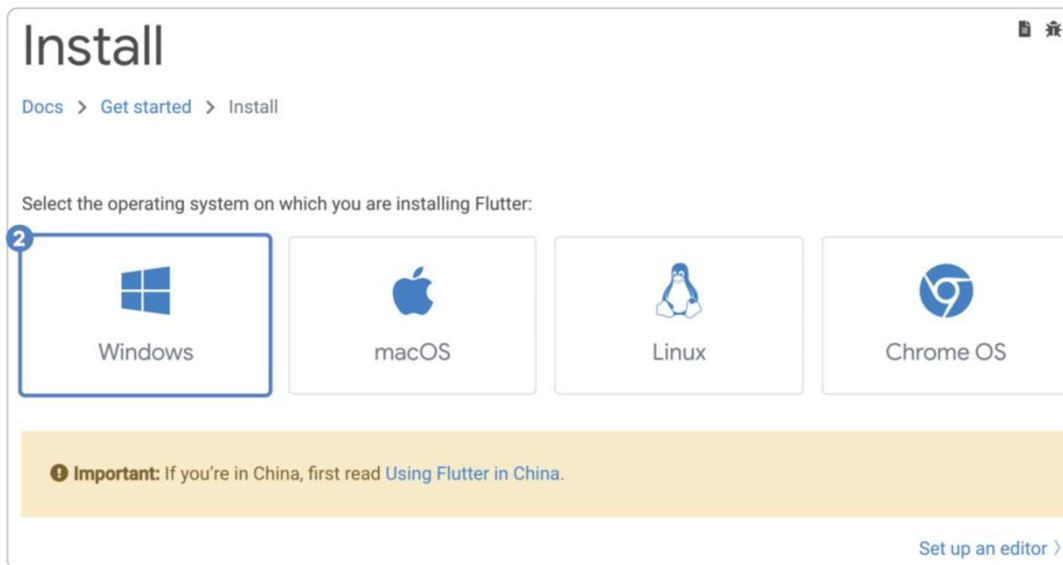 Install
Docs > Get started > Install
Select the operating system on which you are installing Flutter:
2
Windows
macOS
Linux
Chrome OS
Important: If you're in China, first read Using Flutter in China.
Set up an editor >